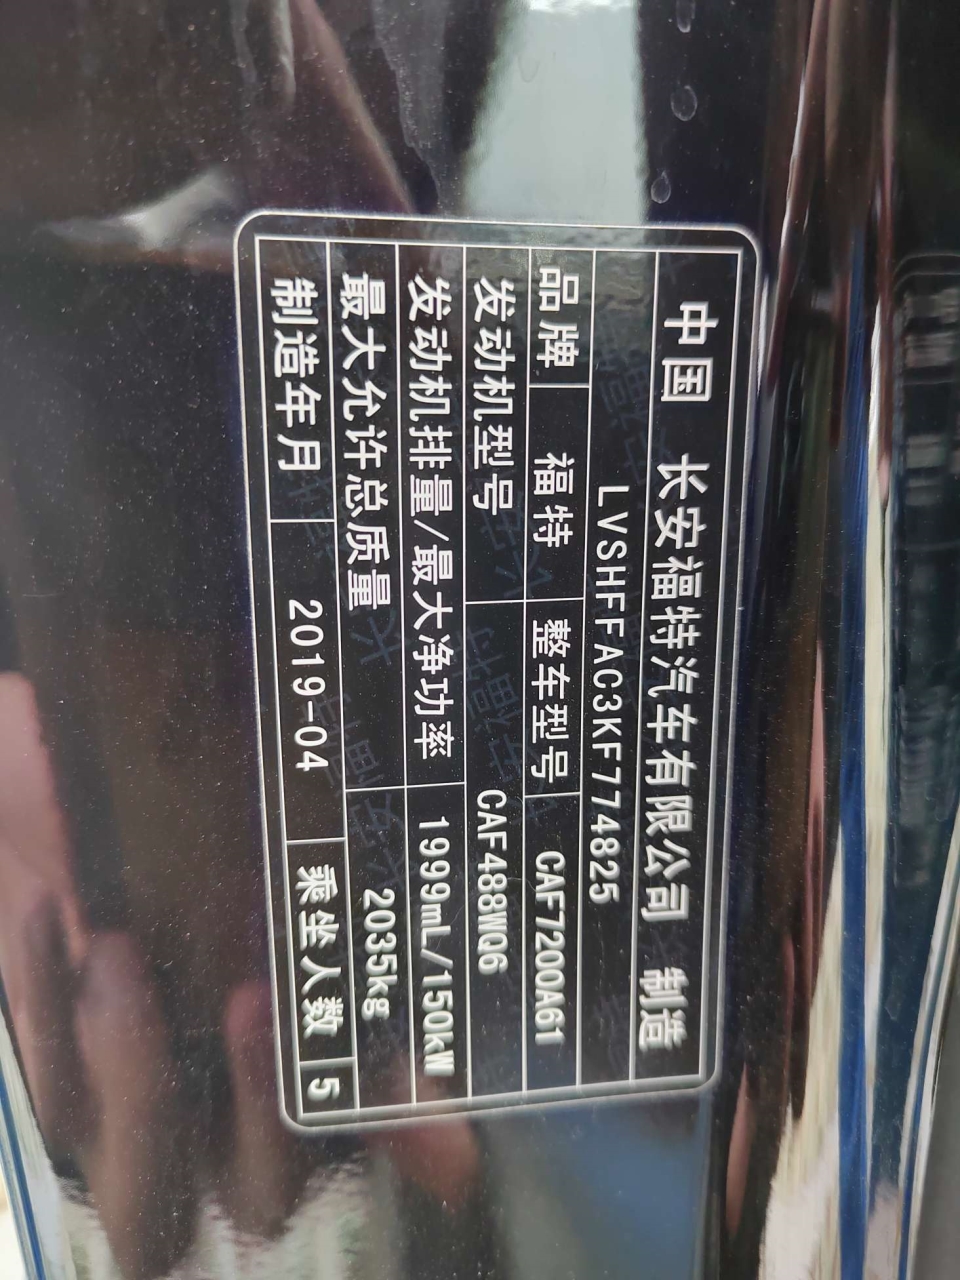 中国 长安福特汽车有限公司 制造
LVSHFFAC3KF774825
品牌 福特 整车型号 CAF7200A61
发动机型号 CAF488WQ6
发动机排量/最大净功率 1999mL/150kW
最大允许总质量 2035kg
制造年月 2019-04 乘坐人数 5